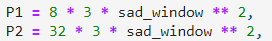 P1 = 8 * 3 * sad_window ** 2,
P2 = 32 * 3 * sad_window ** 2,